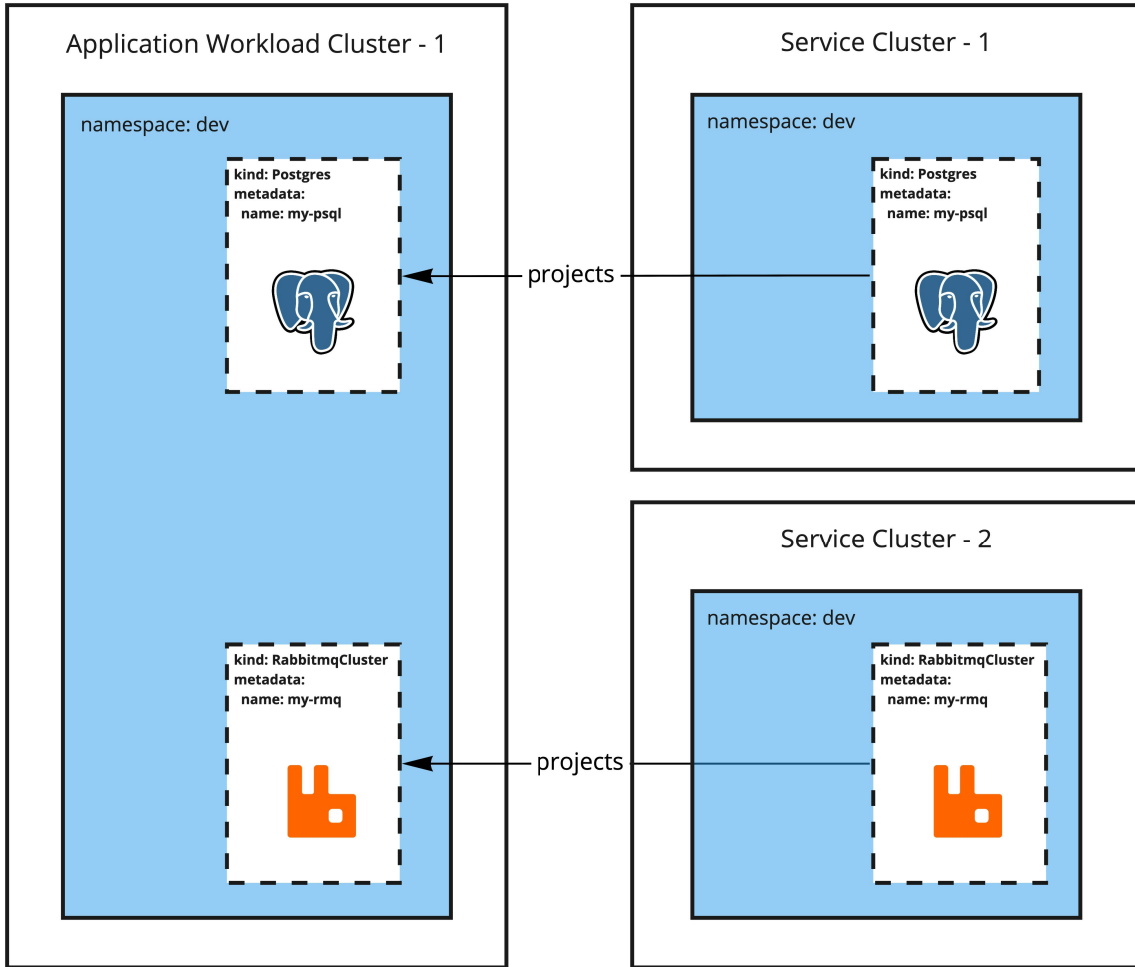 Application Workload Cluster - 1
namespace: dev
kind: Postgres
metadata:
name: my-psql
kind: RabbitmqCluster
metadata:
name: my-rmq
projects
projects
Service Cluster - 1
namespace: dev
kind: Postgres
metadata:
name: my-psql
Service Cluster - 2
namespace: dev
kind: RabbitmqCluster
metadata:
name: my-rmq